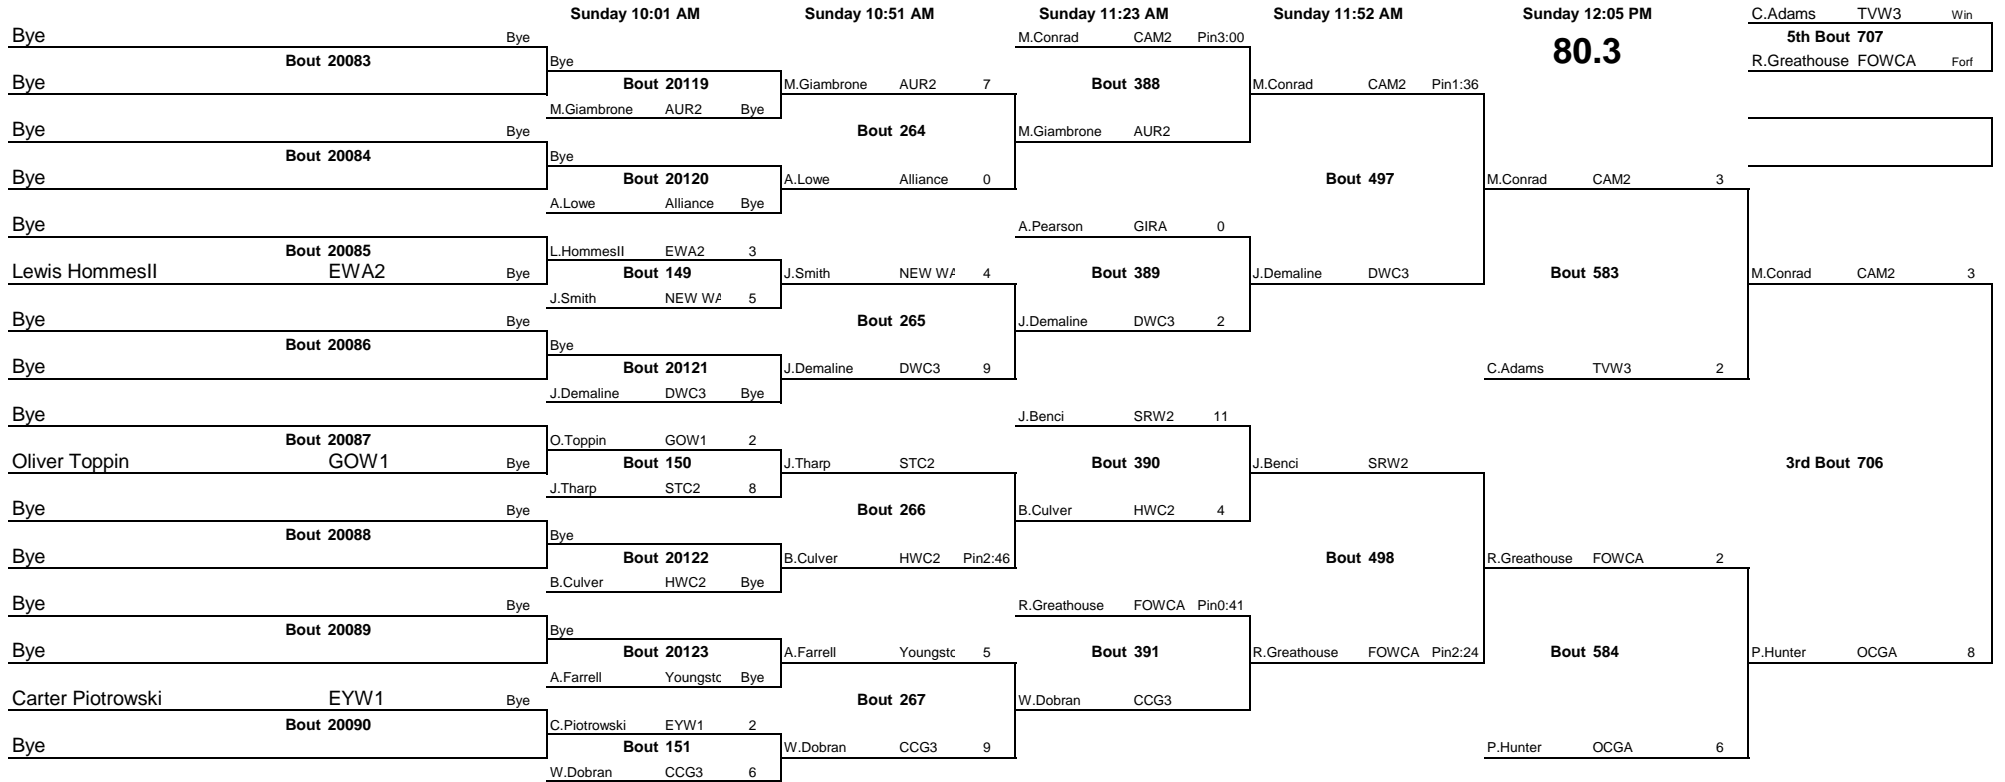 Sunday 10:01 AM Sunday 10:51 AM Sunday 11:23 AM Sunday 11:52 AM Sunday 12:05 PM C.Adams TVW3 Win
Bye Bye M.Conrad CAM2 Pin3:00 80.3 5th Bout 707
Bout 20083 Bye R.Greathouse FOWCA Forf
Bye Bout 20119 M.Giambrone AUR2 7 Bout 388 M.Conrad CAM2 Pin1:36
M.Giambrone AUR2 Bye
Bye Bye Bout 264 M.Giambrone AUR2
Bout 20084 Bye
Bye Bout 20120 A.Lowe Alliance 0 Bout 497 M.Conrad CAM2 3
A.Lowe Alliance Bye
Bye A.Pearson GIRA 0
Bout 20085 L.HommesII EWA2 3
Lewis HommesII EWA2 Bye Bout 149 J.Smith NEW WA 4 Bout 389 J.Demaline DWC3 Bout 583 M.Conrad CAM2 3
J.Smith NEW WA 5
Bye Bye Bout 265 J.Demaline DWC3 2
Bout 20086 Bye
Bye Bout 20121 J.Demaline DWC3 9 C.Adams TVW3 2
J.Demaline DWC3 Bye
Bye J.Benci SRW2 11
Bout 20087 O.Toppin GOW1 2
Oliver Toppin GOW1 Bye Bout 150 J.Tharp STC2 Bout 390 J.Benci SRW2 3rd Bout 706
J.Tharp STC2 8
Bye Bye Bout 266 B.Culver HWC2 4
Bout 20088 Bye
Bye Bout 20122 B.Culver HWC2 Pin2:46 Bout 498 R.Greathouse FOWCA 2
B.Culver HWC2 Bye
Bye Bye R.Greathouse FOWCA Pin0:41
Bout 20089 Bye
Bye Bout 20123 A.Farrell Youngstc 5 Bout 391 R.Greathouse FOWCA Pin2:24 Bout 584 P.Hunter OCGA 8
A.Farrell Youngstc Bye
Carter Piotrowski EYW1 Bye Bout 267 W.Dobran CCG3
Bout 20090 C.Piotrowski EYW1 2
Bye Bout 151 W.Dobran CCG3 9 P.Hunter OCGA 6
W.Dobran CCG3 6